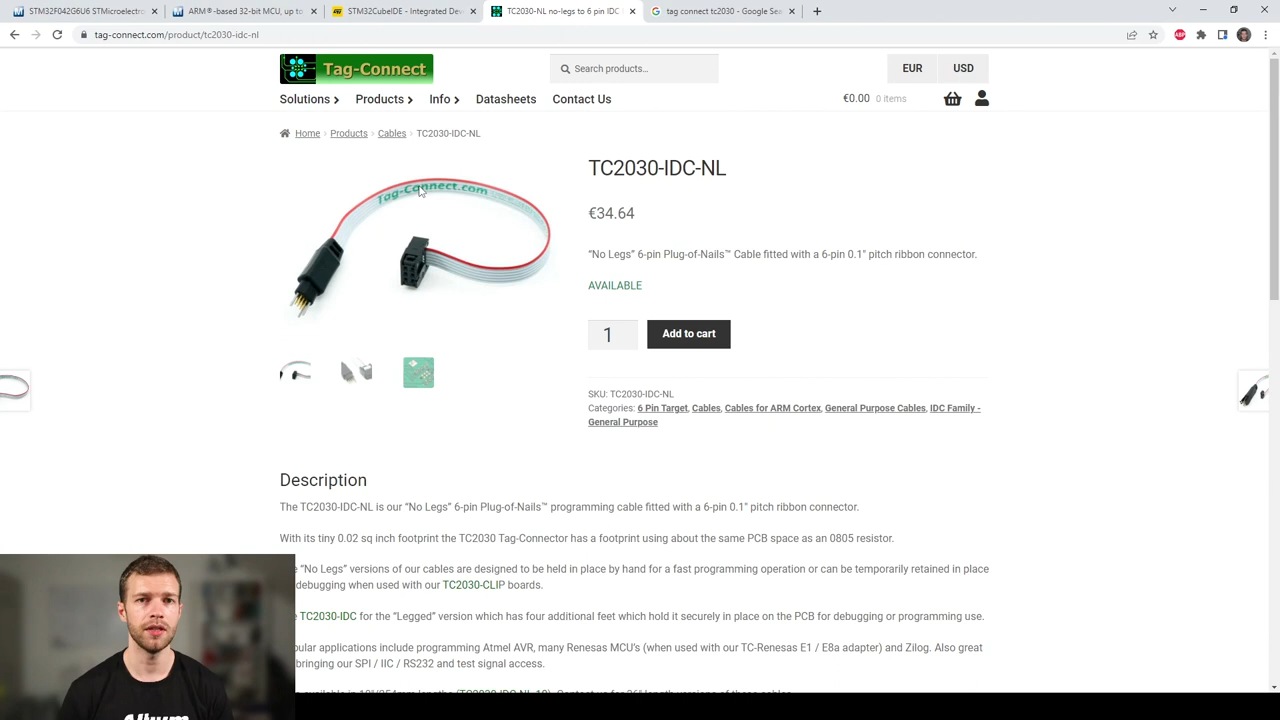 STM32F042G6U6 STMicroelectr
ARM®-based 32-bit MCU, up to
STM32CubeIDE - Integrated Dev
TC2030-NL no-legs to 6 pin IDC
tag connect tc2030 - Google Sea
tag-connect.com/product/tc2030-idc-nl
ABP
Tag-Connect
Search products…
EUR
USD
Solutions
Products
Info
Datasheets
Contact Us
€0.00 0 items
Home Products Cables TC2030-IDC-NL
Tag-Connect.com
TC2030-IDC-NL
€34.64
“No Legs” 6-pin Plug-of-Nails™ Cable fitted with a 6-pin 0.1" pitch ribbon connector.
AVAILABLE
1
Add to cart
SKU: TC2030-IDC-NL
Categories: 6 Pin Target, Cables, Cables for ARM Cortex, General Purpose Cables, IDC Family -
General Purpose
Description
The TC2030-IDC-NL is our “No Legs” 6-pin Plug-of-Nails™ programming cable fitted with a 6-pin 0.1" pitch ribbon connector.
With its tiny 0.02 sq inch footprint the TC2030 Tag-Connector has a footprint using about the same PCB space as an 0805 resistor.
“No Legs” versions of our cables are designed to be held in place by hand for a fast programming operation or can be temporarily retained in place
debugging when used with our TC2030-CLIP boards.
TC2030-IDC for the “Legged” version which has four additional feet which hold it securely in place on the PCB for debugging or programming use.
applications include programming Atmel AVR, many Renesas MCU’s (when used with our TC-Renesas E1 / E8a adapter) and Zilog. Also great
bringing our SPI / IIC / RS232 and test signal access.